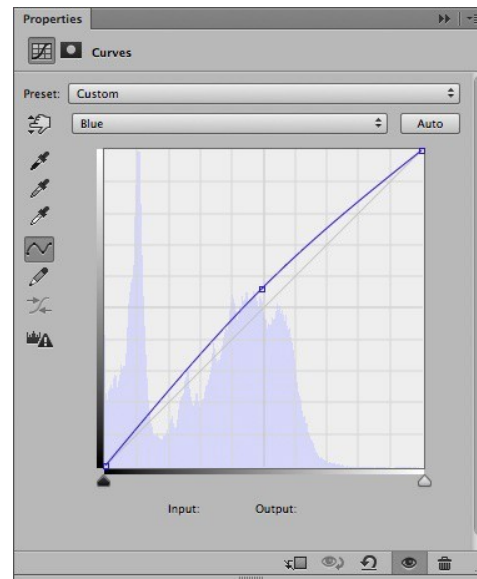 Properties
Curves
Preset: Custom
Blue Auto
Input: Output: